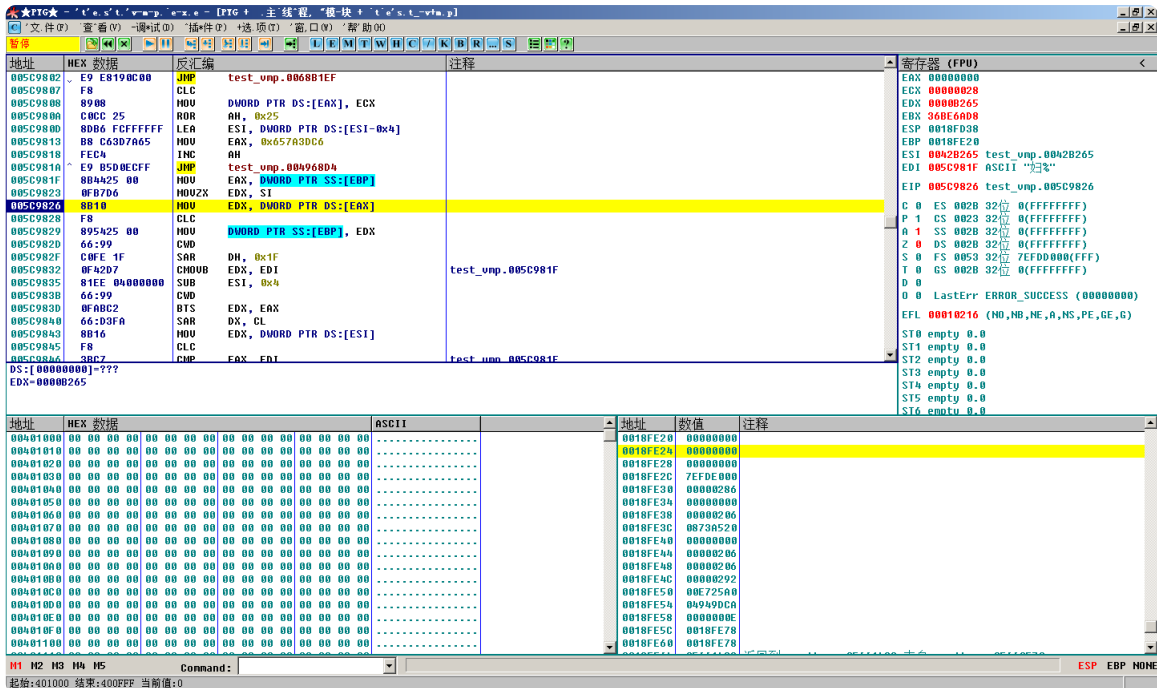 ★PTG★ - ʻtʼe.sʻt.ʼv-m-p.`e-x.e - [PTG + .主`线ˉ程, ˇ模-块 + ˋtˋeˊs.t_-v+m.p]
文.件(F) 查ˇ看(V) 调*试(D) 插*件(P) +选.项(T) 窗.口(W) 帮ˊ助(H)
暂停 L E M T W H C / K B R ... S
地址 HEX 数据 反汇编 注释
005C9802 E9 E8190C00 JMP test_vmp.0068B1EF
005C9807 F8 CLC
005C9808 8908 MOV DWORD PTR DS:[EAX], ECX
005C980A C0CC 25 ROR AH, 0x25
005C980D 8DB6 FCFFFFFF LEA ESI, DWORD PTR DS:[ESI-0x4]
005C9813 B8 C63D7A65 MOV EAX, 0x657A3DC6
005C9818 FEC4 INC AH
005C981A ^ E9 B5D0ECFF JMP test_vmp.004968D4
005C981F 8B4425 00 MOV EAX, DWORD PTR SS:[EBP]
005C9823 0FB7D6 MOVZX EDX, SI
005C9826 8B10 MOV EDX, DWORD PTR DS:[EAX]
005C9828 F8 CLC
005C9829 895425 00 MOV DWORD PTR SS:[EBP], EDX
005C982D 66:99 CWD
005C982F C0FE 1F SAR DH, 0x1F
005C9832 0F42D7 CMOVB EDX, EDI test_vmp.005C981F
005C9835 81EE 04000000 SUB ESI, 0x4
005C983B 66:99 CWD
005C983D 0FABC2 BTS EDX, EAX
005C9840 66:D3FA SAR DX, CL
005C9843 8B16 MOV EDX, DWORD PTR DS:[ESI]
005C9845 F8 CLC
005C9846 3BC7 CMP EAX, EDI test_vmp.005C981F
DS:[00000000]=???
EDX=0000B265
寄存器 (FPU) <
EAX 00000000
ECX 00000028
EDX 0000B265
EBX 36BE6AD8
ESP 0018FD38
EBP 0018FE20
ESI 0042B265 test_vmp.0042B265
EDI 005C981F ASCII "婦%"
EIP 005C9826 test_vmp.005C9826
C 0 ES 002B 32位 0(FFFFFFFF)
P 1 CS 0023 32位 0(FFFFFFFF)
A 1 SS 002B 32位 0(FFFFFFFF)
Z 0 DS 002B 32位 0(FFFFFFFF)
S 0 FS 0053 32位 7EFDD000(FFF)
T 0 GS 002B 32位 0(FFFFFFFF)
D 0
O 0 LastErr ERROR_SUCCESS (00000000)
EFL 00010216 (NO,NB,NE,A,NS,PE,GE,G)
ST0 empty 0.0
ST1 empty 0.0
ST2 empty 0.0
ST3 empty 0.0
ST4 empty 0.0
ST5 empty 0.0
ST6 empty 0.0
地址 HEX 数据 ASCII
00401000 00 00 00 00 00 00 00 00 00 00 00 00 00 00 00 00 ................
00401010 00 00 00 00 00 00 00 00 00 00 00 00 00 00 00 00 ................
00401020 00 00 00 00 00 00 00 00 00 00 00 00 00 00 00 00 ................
00401030 00 00 00 00 00 00 00 00 00 00 00 00 00 00 00 00 ................
00401040 00 00 00 00 00 00 00 00 00 00 00 00 00 00 00 00 ................
00401050 00 00 00 00 00 00 00 00 00 00 00 00 00 00 00 00 ................
00401060 00 00 00 00 00 00 00 00 00 00 00 00 00 00 00 00 ................
00401070 00 00 00 00 00 00 00 00 00 00 00 00 00 00 00 00 ................
00401080 00 00 00 00 00 00 00 00 00 00 00 00 00 00 00 00 ................
00401090 00 00 00 00 00 00 00 00 00 00 00 00 00 00 00 00 ................
004010A0 00 00 00 00 00 00 00 00 00 00 00 00 00 00 00 00 ................
004010B0 00 00 00 00 00 00 00 00 00 00 00 00 00 00 00 00 ................
004010C0 00 00 00 00 00 00 00 00 00 00 00 00 00 00 00 00 ................
004010D0 00 00 00 00 00 00 00 00 00 00 00 00 00 00 00 00 ................
004010E0 00 00 00 00 00 00 00 00 00 00 00 00 00 00 00 00 ................
004010F0 00 00 00 00 00 00 00 00 00 00 00 00 00 00 00 00 ................
00401100 00 00 00 00 00 00 00 00 00 00 00 00 00 00 00 00 ................
地址 数值 注释
0018FE20 00000000
0018FE24 00000000
0018FE28 00000000
0018FE2C 7EFDE000
0018FE30 00000286
0018FE34 00000000
0018FE38 00000206
0018FE3C 0873A520
0018FE40 00000000
0018FE44 00000206
0018FE48 00000206
0018FE4C 00000292
0018FE50 00E725A0
0018FE54 04949DCA
0018FE58 0000000E
0018FE5C 0018FE78
0018FE60 0018FE78
M1 M2 M3 M4 M5 Command: ESP EBP NONE
起始:401000 结束:400FFF 当前值:0